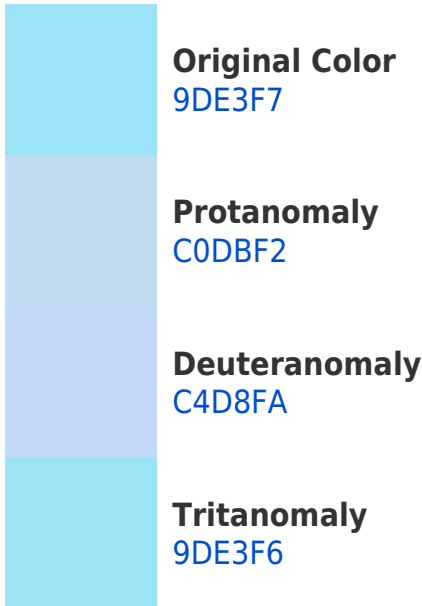 Original Color
9DE3F7
Protanomaly
C0DBF2
Deuteranomaly
C4D8FA
Tritanomaly
9DE3F6